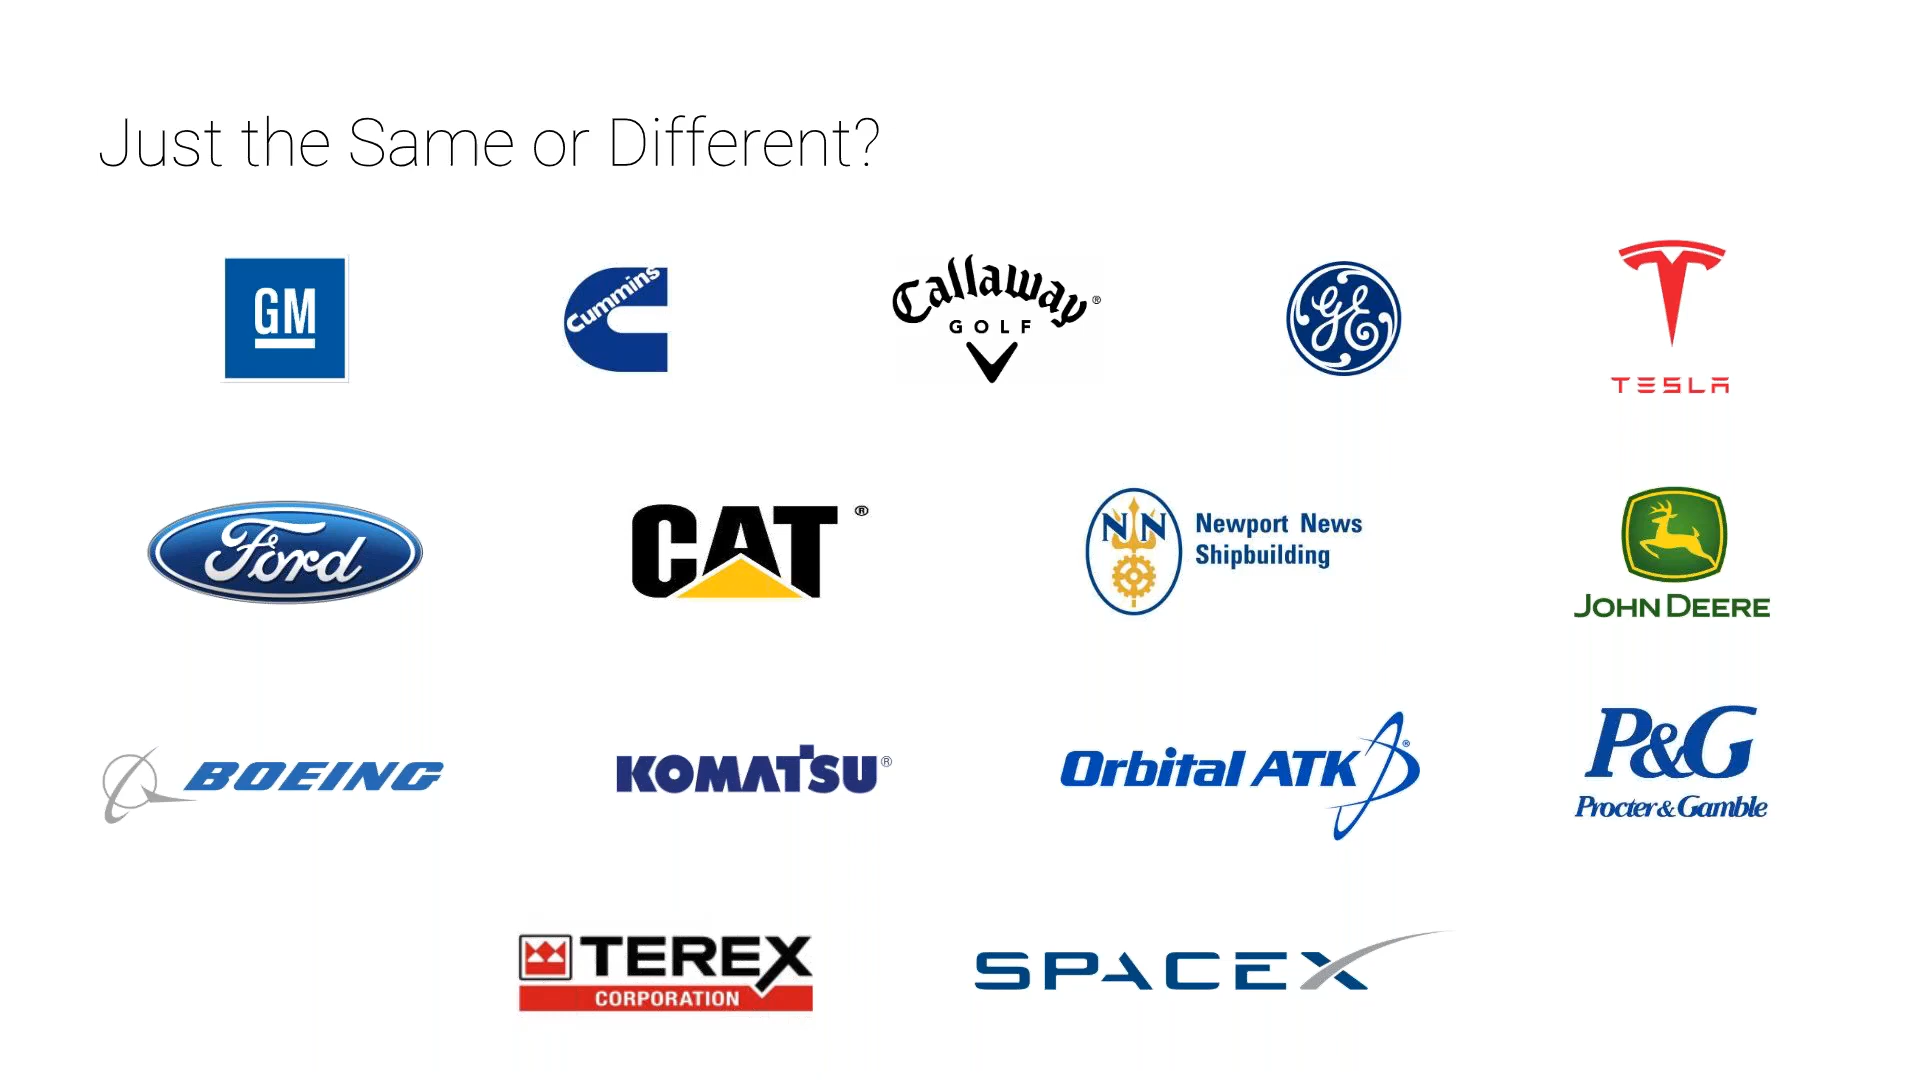 Just the Same or Different?
GM
Cummins
Callaway®
GOLF
GE
TESLA
Ford
CAT®
NN
Newport News
Shipbuilding
JOHN DEERE
BOEING
KOMATSU®
Orbital ATK®
P&G
Procter & Gamble
TEREX
CORPORATION
SPACEX